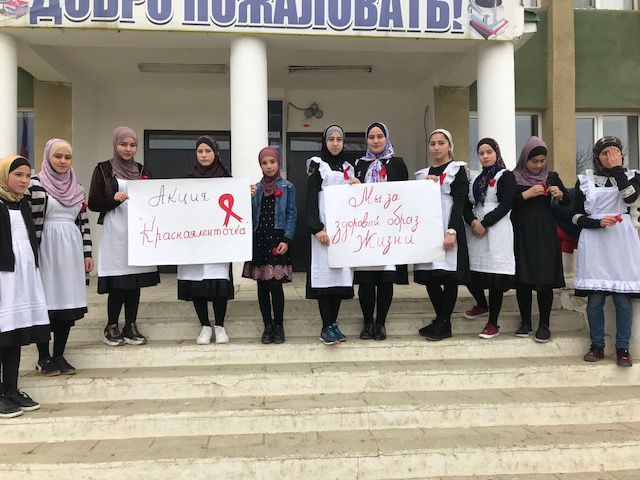 ДОБРО ПОЖАЛОВАТЬ!
Акция
Красная ленточка
Мы за
здоровый образ
Жизни